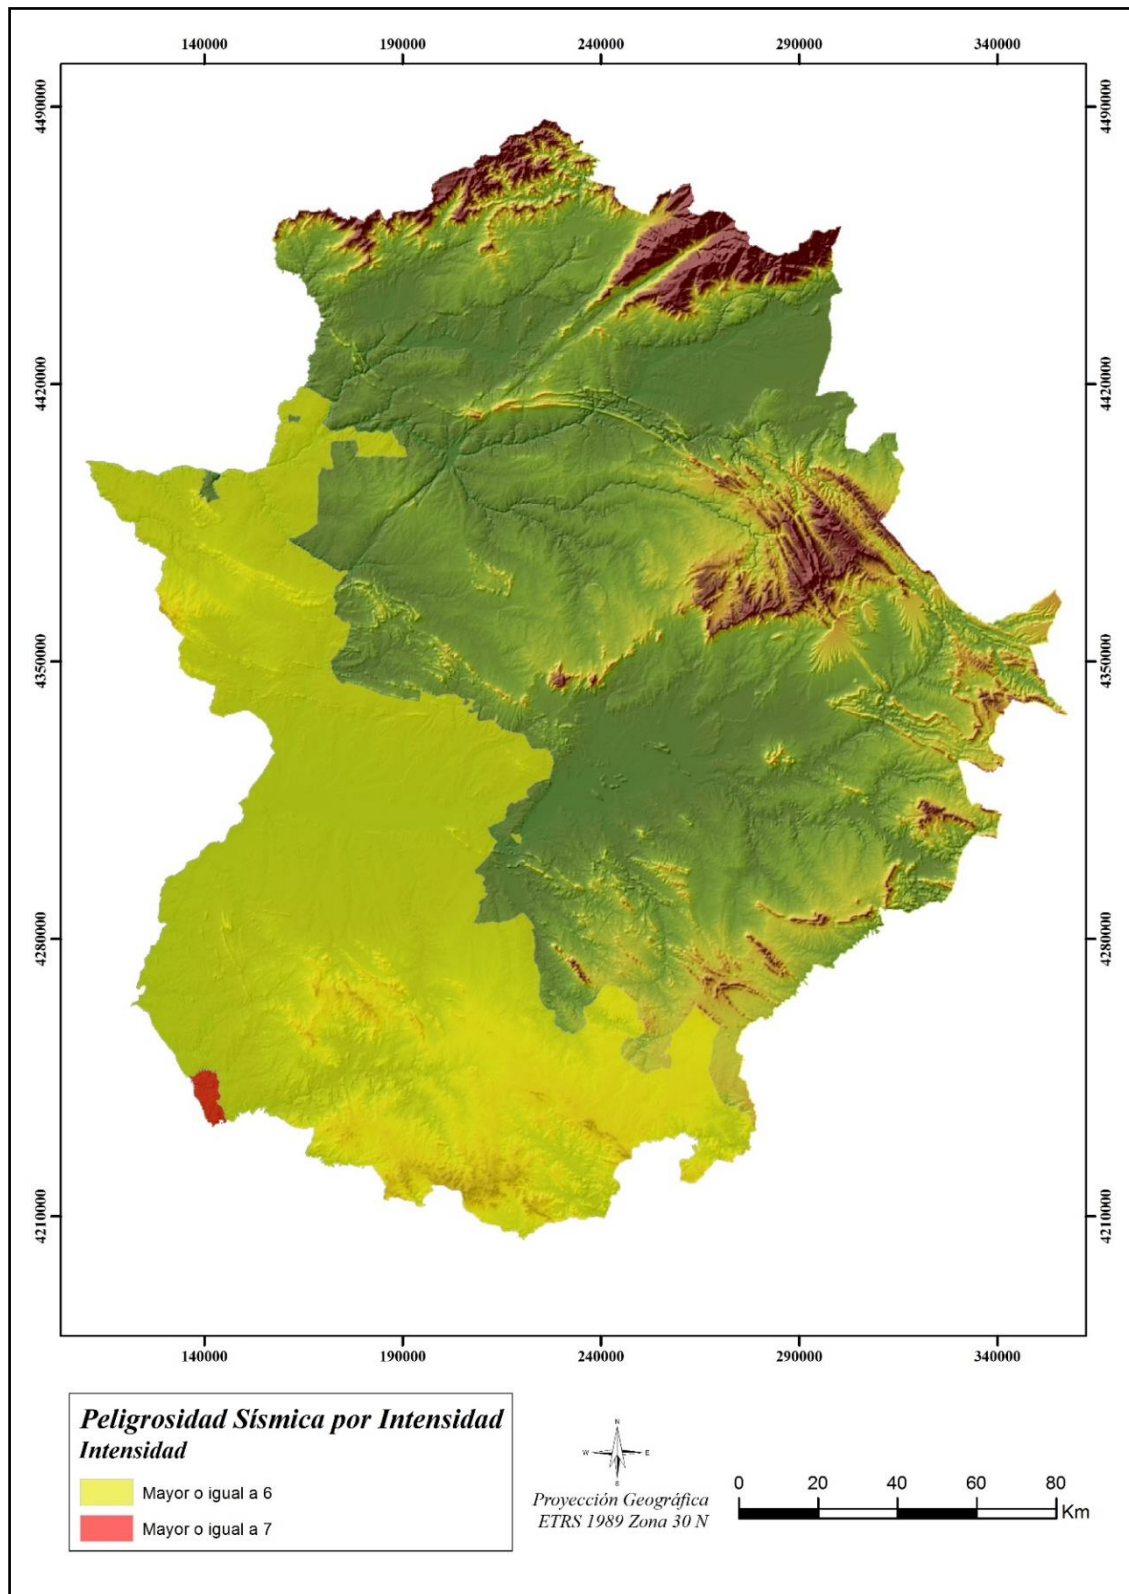 140000 190000 240000 290000 340000
4490000 4490000
4420000 4420000
4350000 4350000
4280000 4280000
4210000 4210000
140000 190000 240000 290000 340000
Peligrosidad Sísmica por Intensidad
Intensidad
Mayor o igual a 6
Mayor o igual a 7
N
W E
S
Proyección Geográfica
ETRS 1989 Zona 30 N
0 20 40 60 80
Km